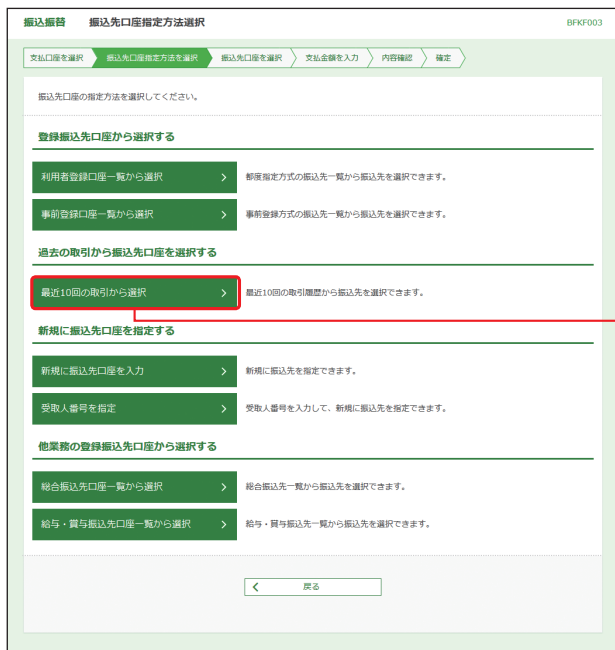 振込振替 振込先口座指定方法選択 BFKF003
支払口座を選択 振込先口座指定方法を選択 振込先口座を選択 支払金額を入力 内容確認 確定
振込先口座の指定方法を選択してください。
登録振込先口座から選択する
利用者登録口座一覧から選択 都度指定方式の振込先一覧から振込先を選択できます。
事前登録口座一覧から選択 事前登録方式の振込先一覧から振込先を選択できます。
過去の取引から振込先口座を選択する
最近10回の取引から選択 最近10回の取引履歴から振込先を選択できます。
新規に振込先口座を指定する
新規に振込先口座を入力 新規に振込先を指定できます。
受取人番号を指定 受取人番号を入力して、新規に振込先を指定できます。
他業務の登録振込先口座から選択する
総合振込先口座一覧から選択 総合振込先一覧から振込先を選択できます。
給与・賞与振込先口座一覧から選択 給与・賞与振込先一覧から振込先を選択できます。
戻る